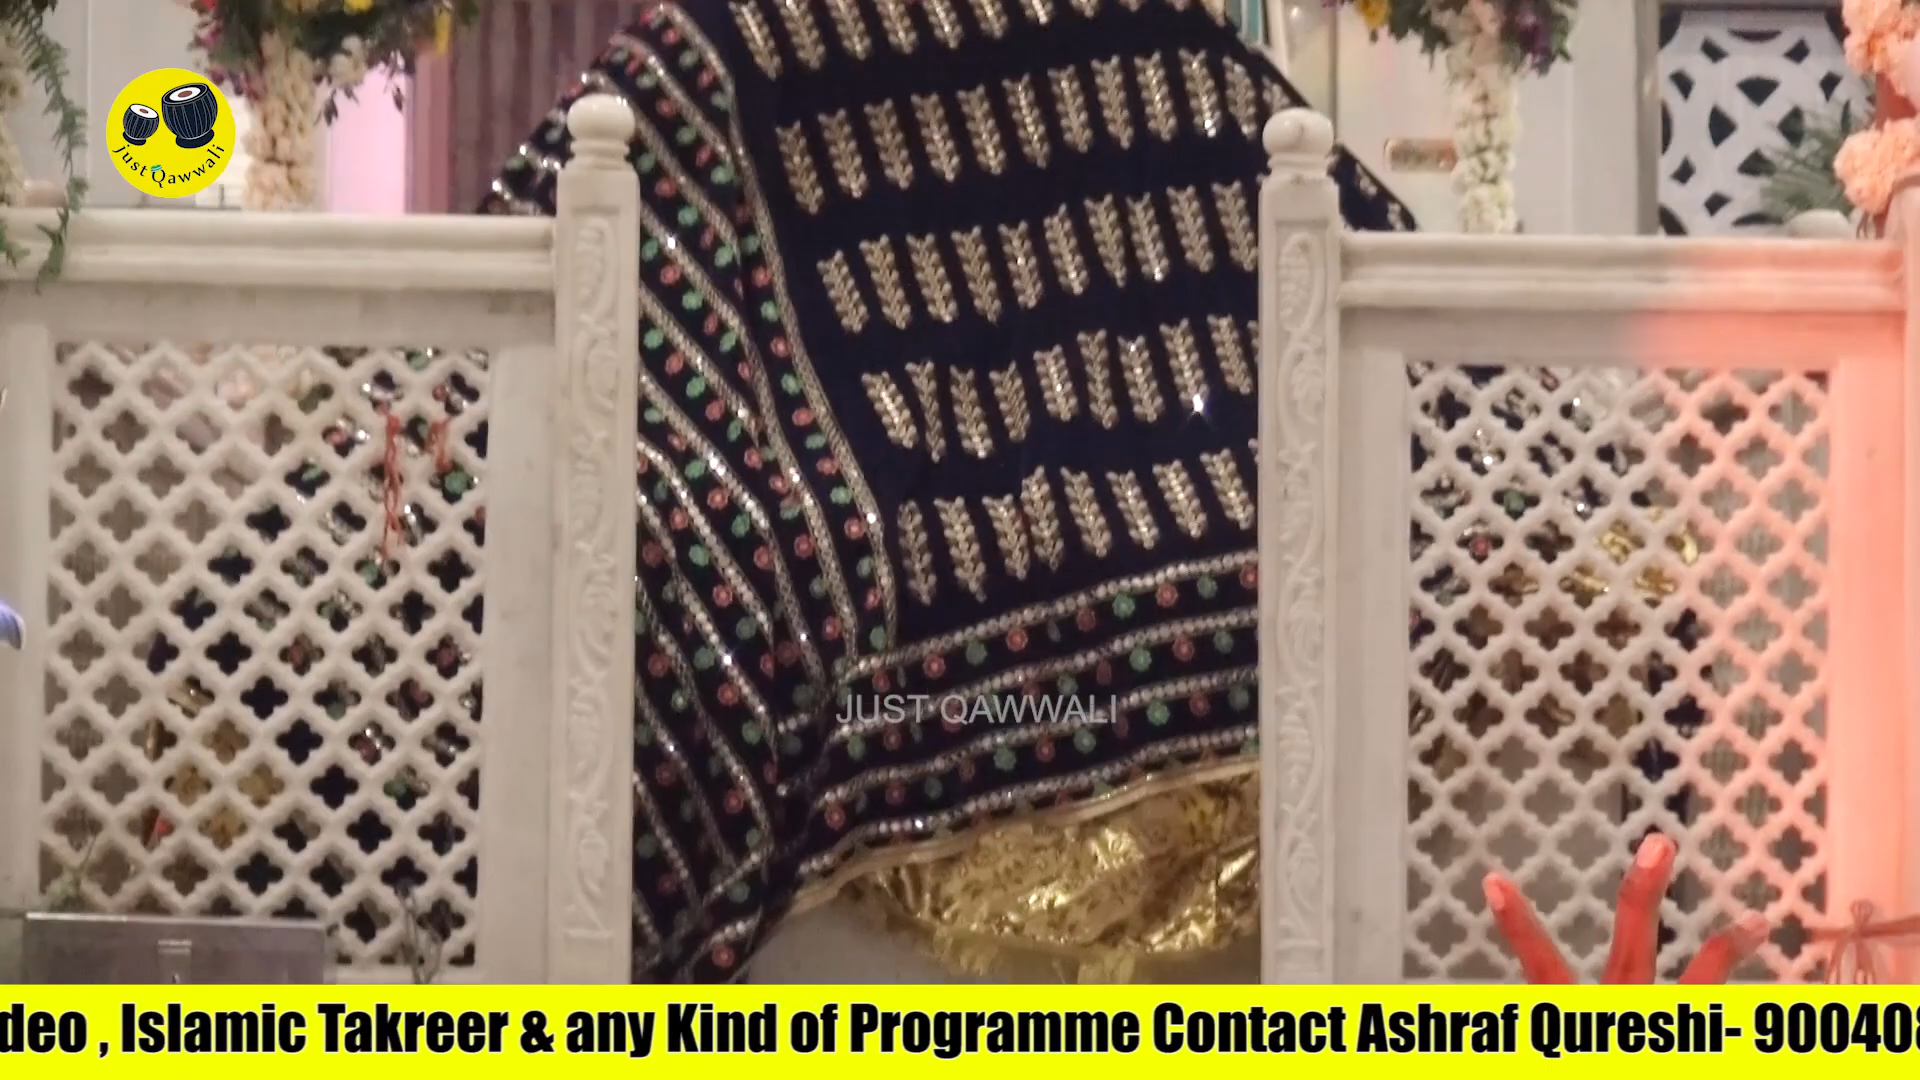 just Qawwali
JUST QAWWALI
deo , Islamic Takreer & any Kind of Programme Contact Ashraf Qureshi- 90040